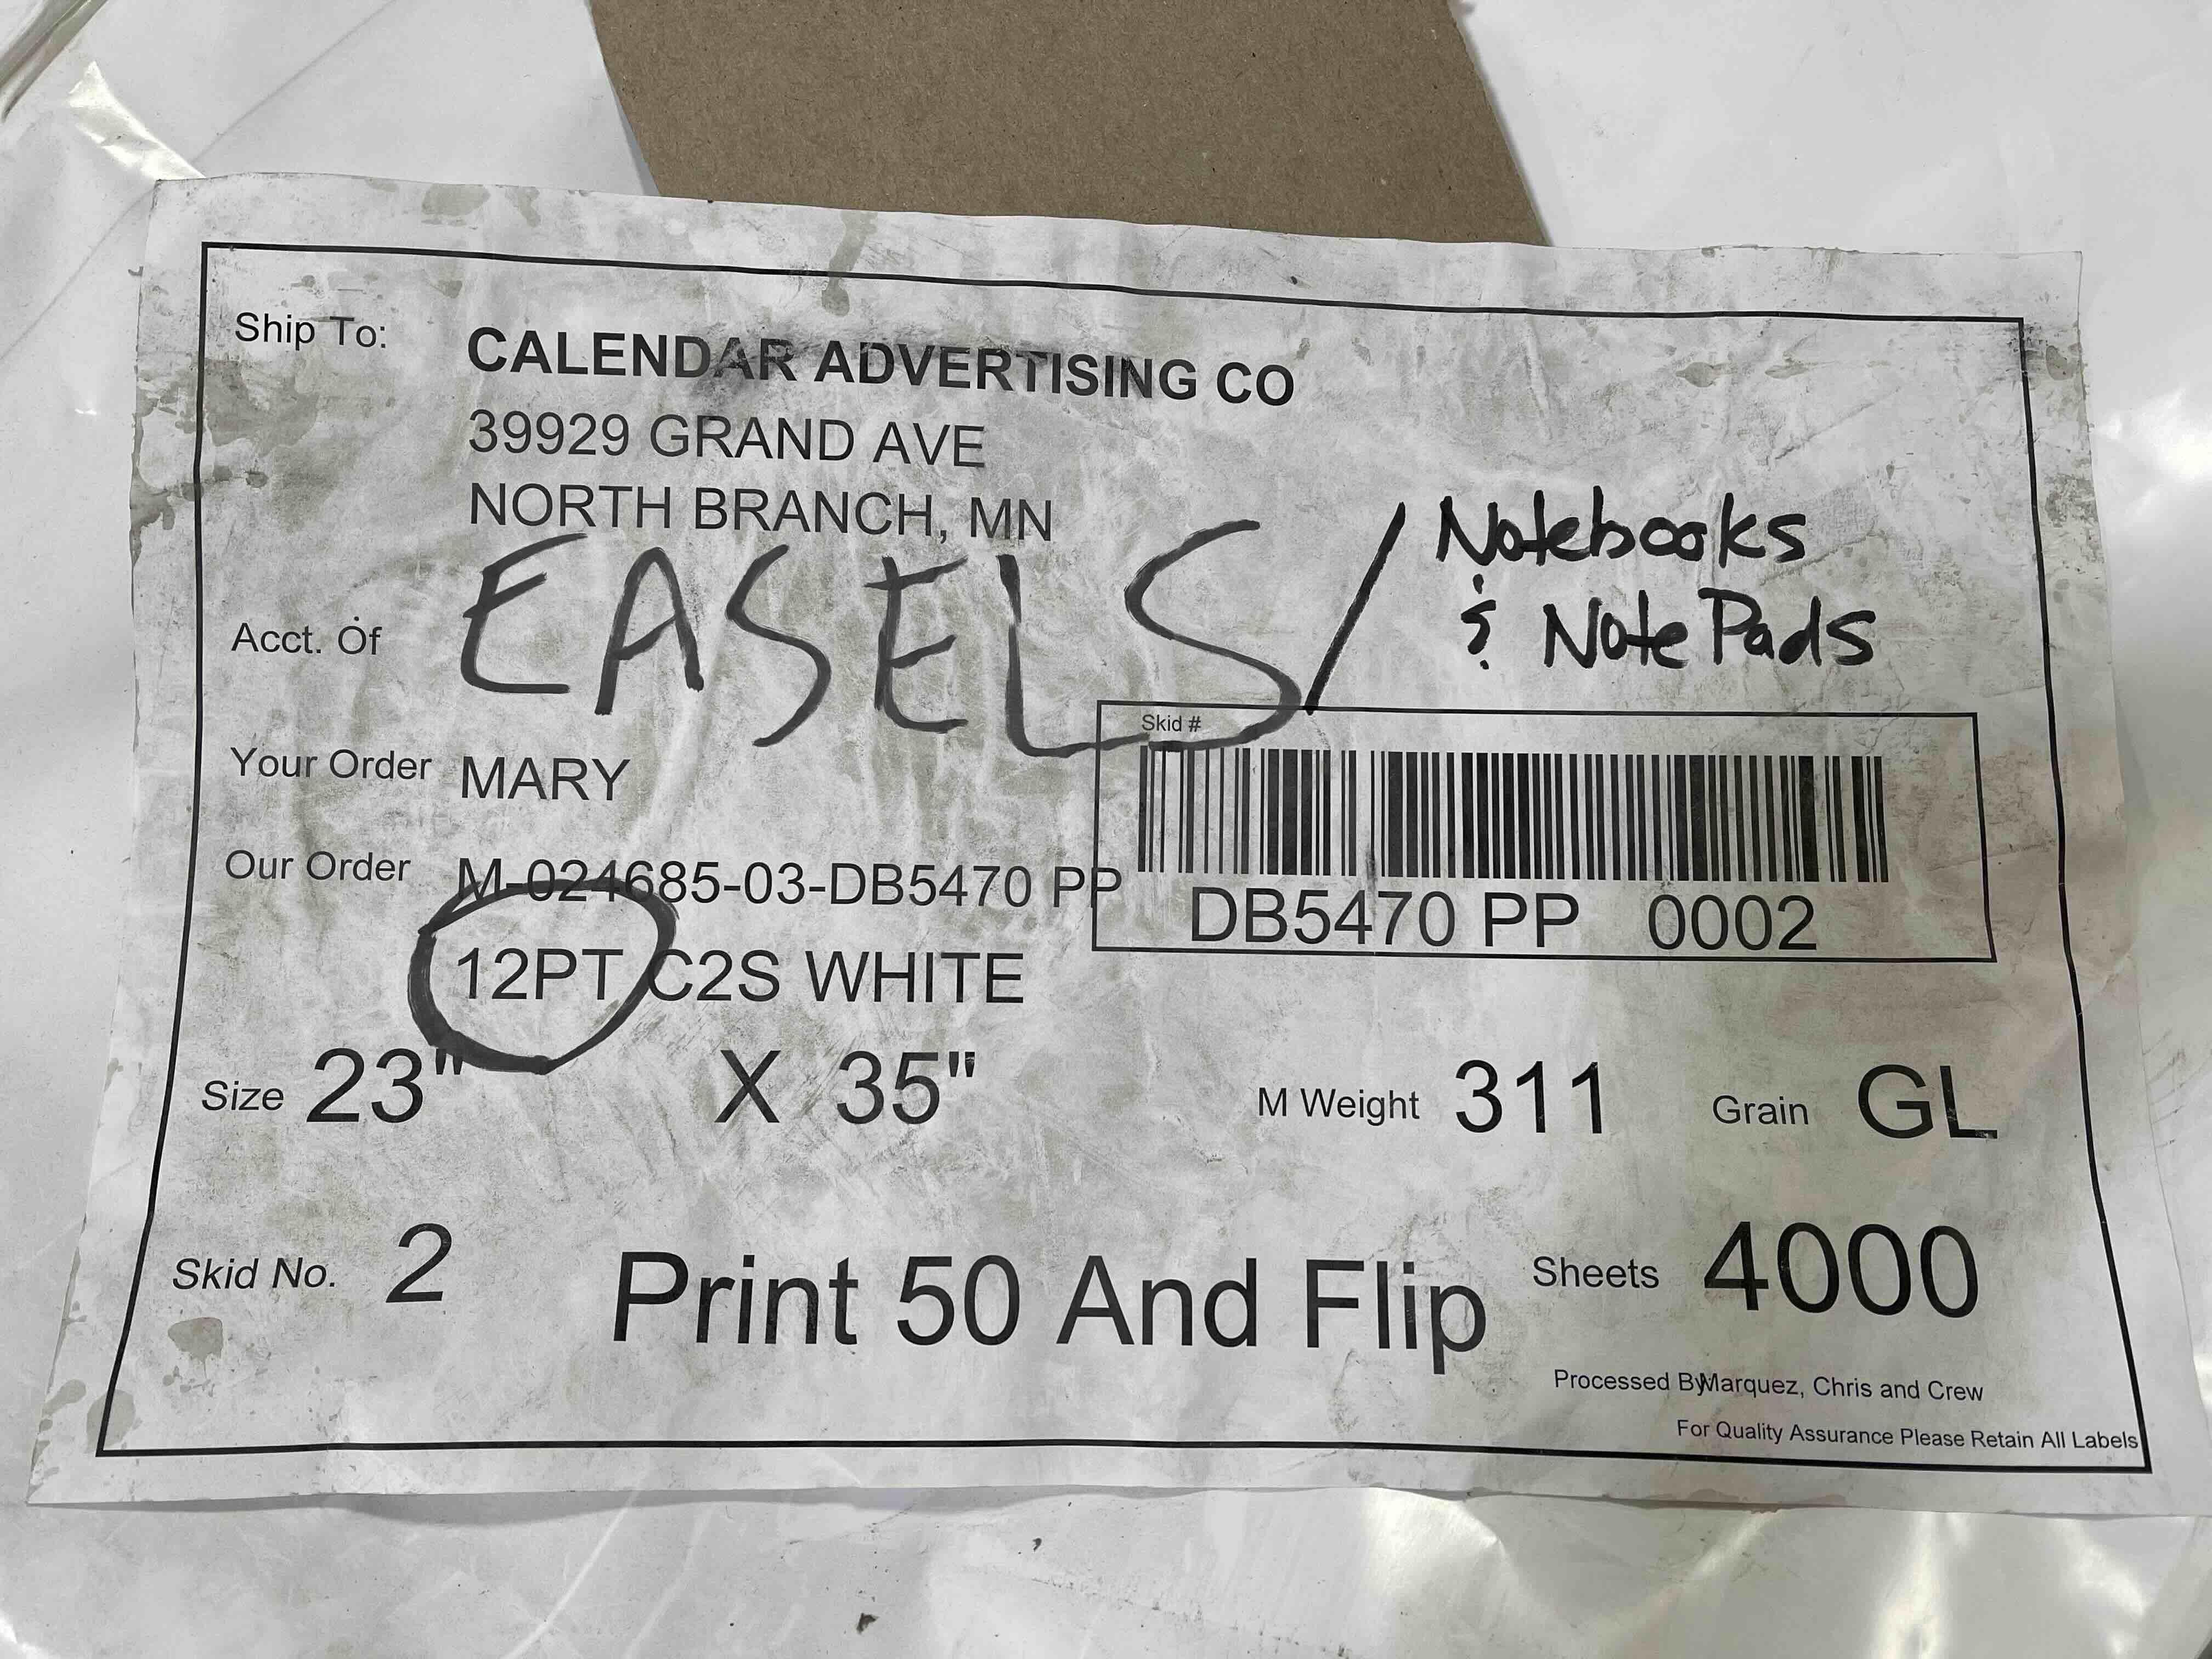 Ship To: CALENDAR ADVERTISING CO
39929 GRAND AVE
NORTH BRANCH, MN
EASELS / Notebooks
& Note Pads
Acct. Of
Skid #
Your Order MARY
Our Order M-024685-03-DB5470 PP
DB5470 PP 0002
12PT C2S WHITE
Size 23" X 35" M Weight 311 Grain GL
Skid No. 2 Print 50 And Flip Sheets 4000
Processed By Marquez, Chris and Crew
For Quality Assurance Please Retain All Labels